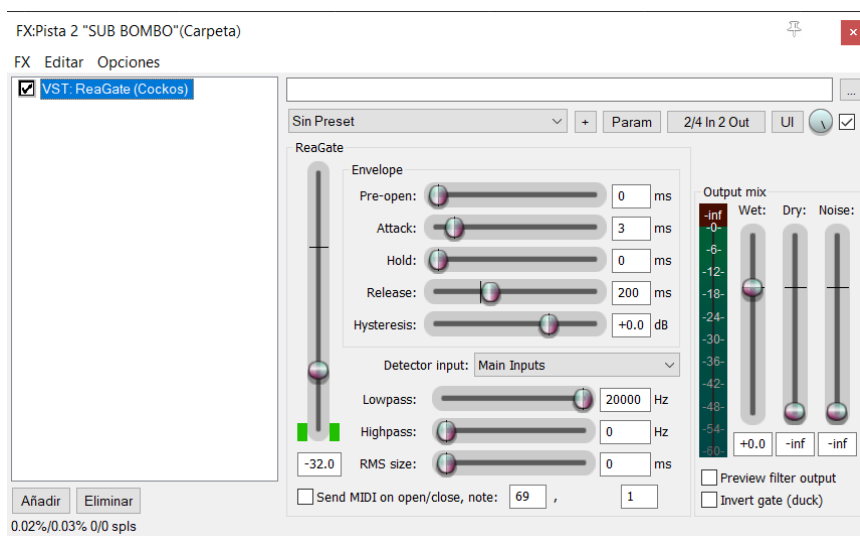 FX:Pista 2 "SUB BOMBO"(Carpeta)
FX Editar Opciones
VST: ReaGate (Cockos)
...
Sin Preset + Param 2/4 In 2 Out UI
ReaGate
Envelope
Pre-open: 0 ms
Attack: 3 ms
Hold: 0 ms
Release: 200 ms
Hysteresis: +0.0 dB
Detector input: Main Inputs
Lowpass: 20000 Hz
Highpass: 0 Hz
-32.0 RMS size: 0 ms
Send MIDI on open/close, note: 69 , 1
Output mix
Wet: Dry: Noise:
-inf
-0-
-6-
-12-
-18-
-24-
-30-
-36-
-42-
-48-
-54-
-60-
+0.0 -inf -inf
Preview filter output
Invert gate (duck)
Añadir Eliminar
0.02%/0.03% 0/0 spls